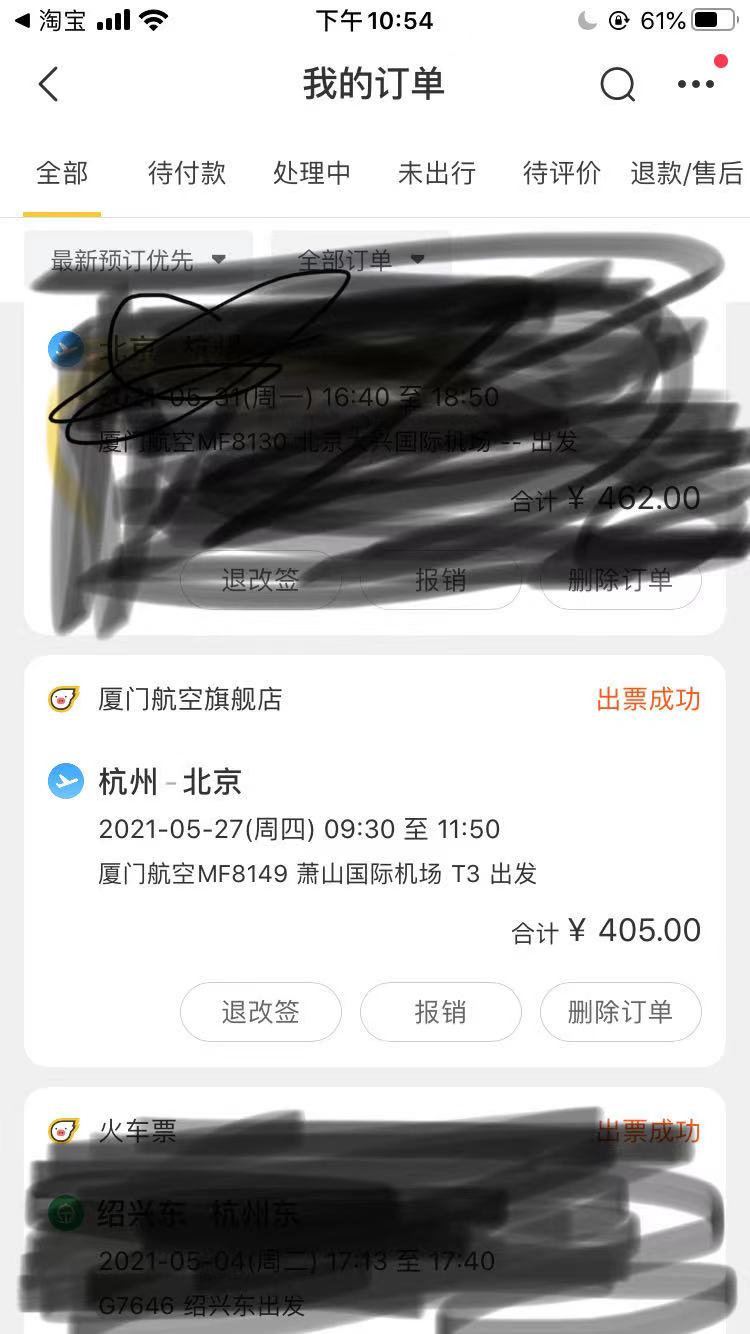 淘宝 下午10:54 61%
我的订单
全部 待付款 处理中 未出行 待评价 退款/售后
最新预订优先 全部订单
北京 杭州
2021-05-31(周一) 16:40 至 18:50
厦门航空MF8130 北京大兴国际机场 -- 出发
合计 ¥ 462.00
退改签 报销 删除订单
厦门航空旗舰店 出票成功
杭州 - 北京
2021-05-27(周四) 09:30 至 11:50
厦门航空MF8149 萧山国际机场 T3 出发
合计 ¥ 405.00
退改签 报销 删除订单
火车票 出票成功
绍兴东 杭州东
2021-05-04(周二) 17:13 至 17:40
G7646 绍兴东出发